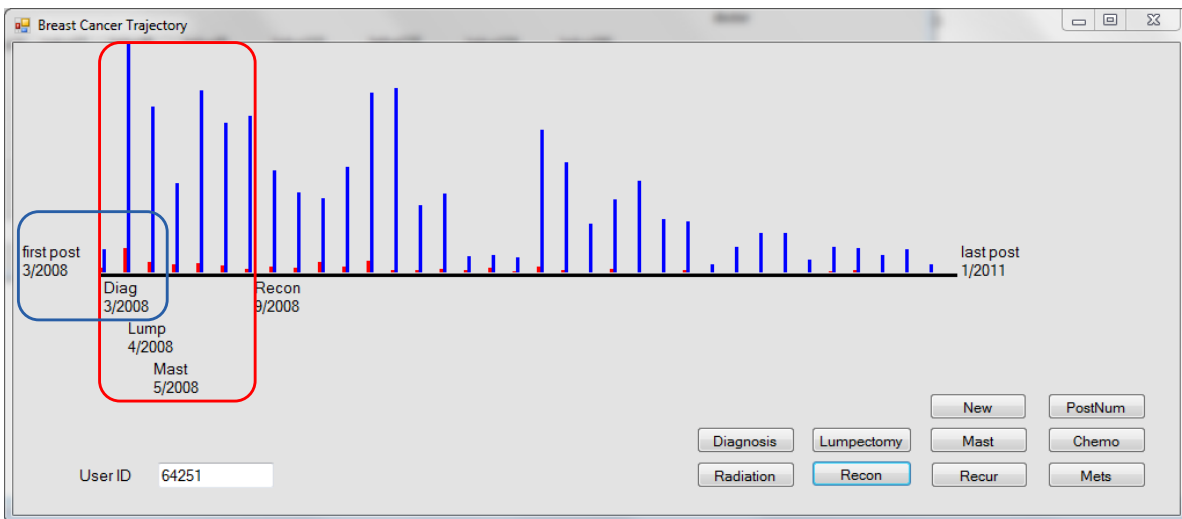 Breast Cancer Trajectory
first post
3/2008
last post
1/2011
Diag
3/2008
Recon
9/2008
Lump
4/2008
Mast
5/2008
New
PostNum
Diagnosis
Lumpectomy
Mast
Chemo
User ID
64251
Radiation
Recon
Recur
Mets